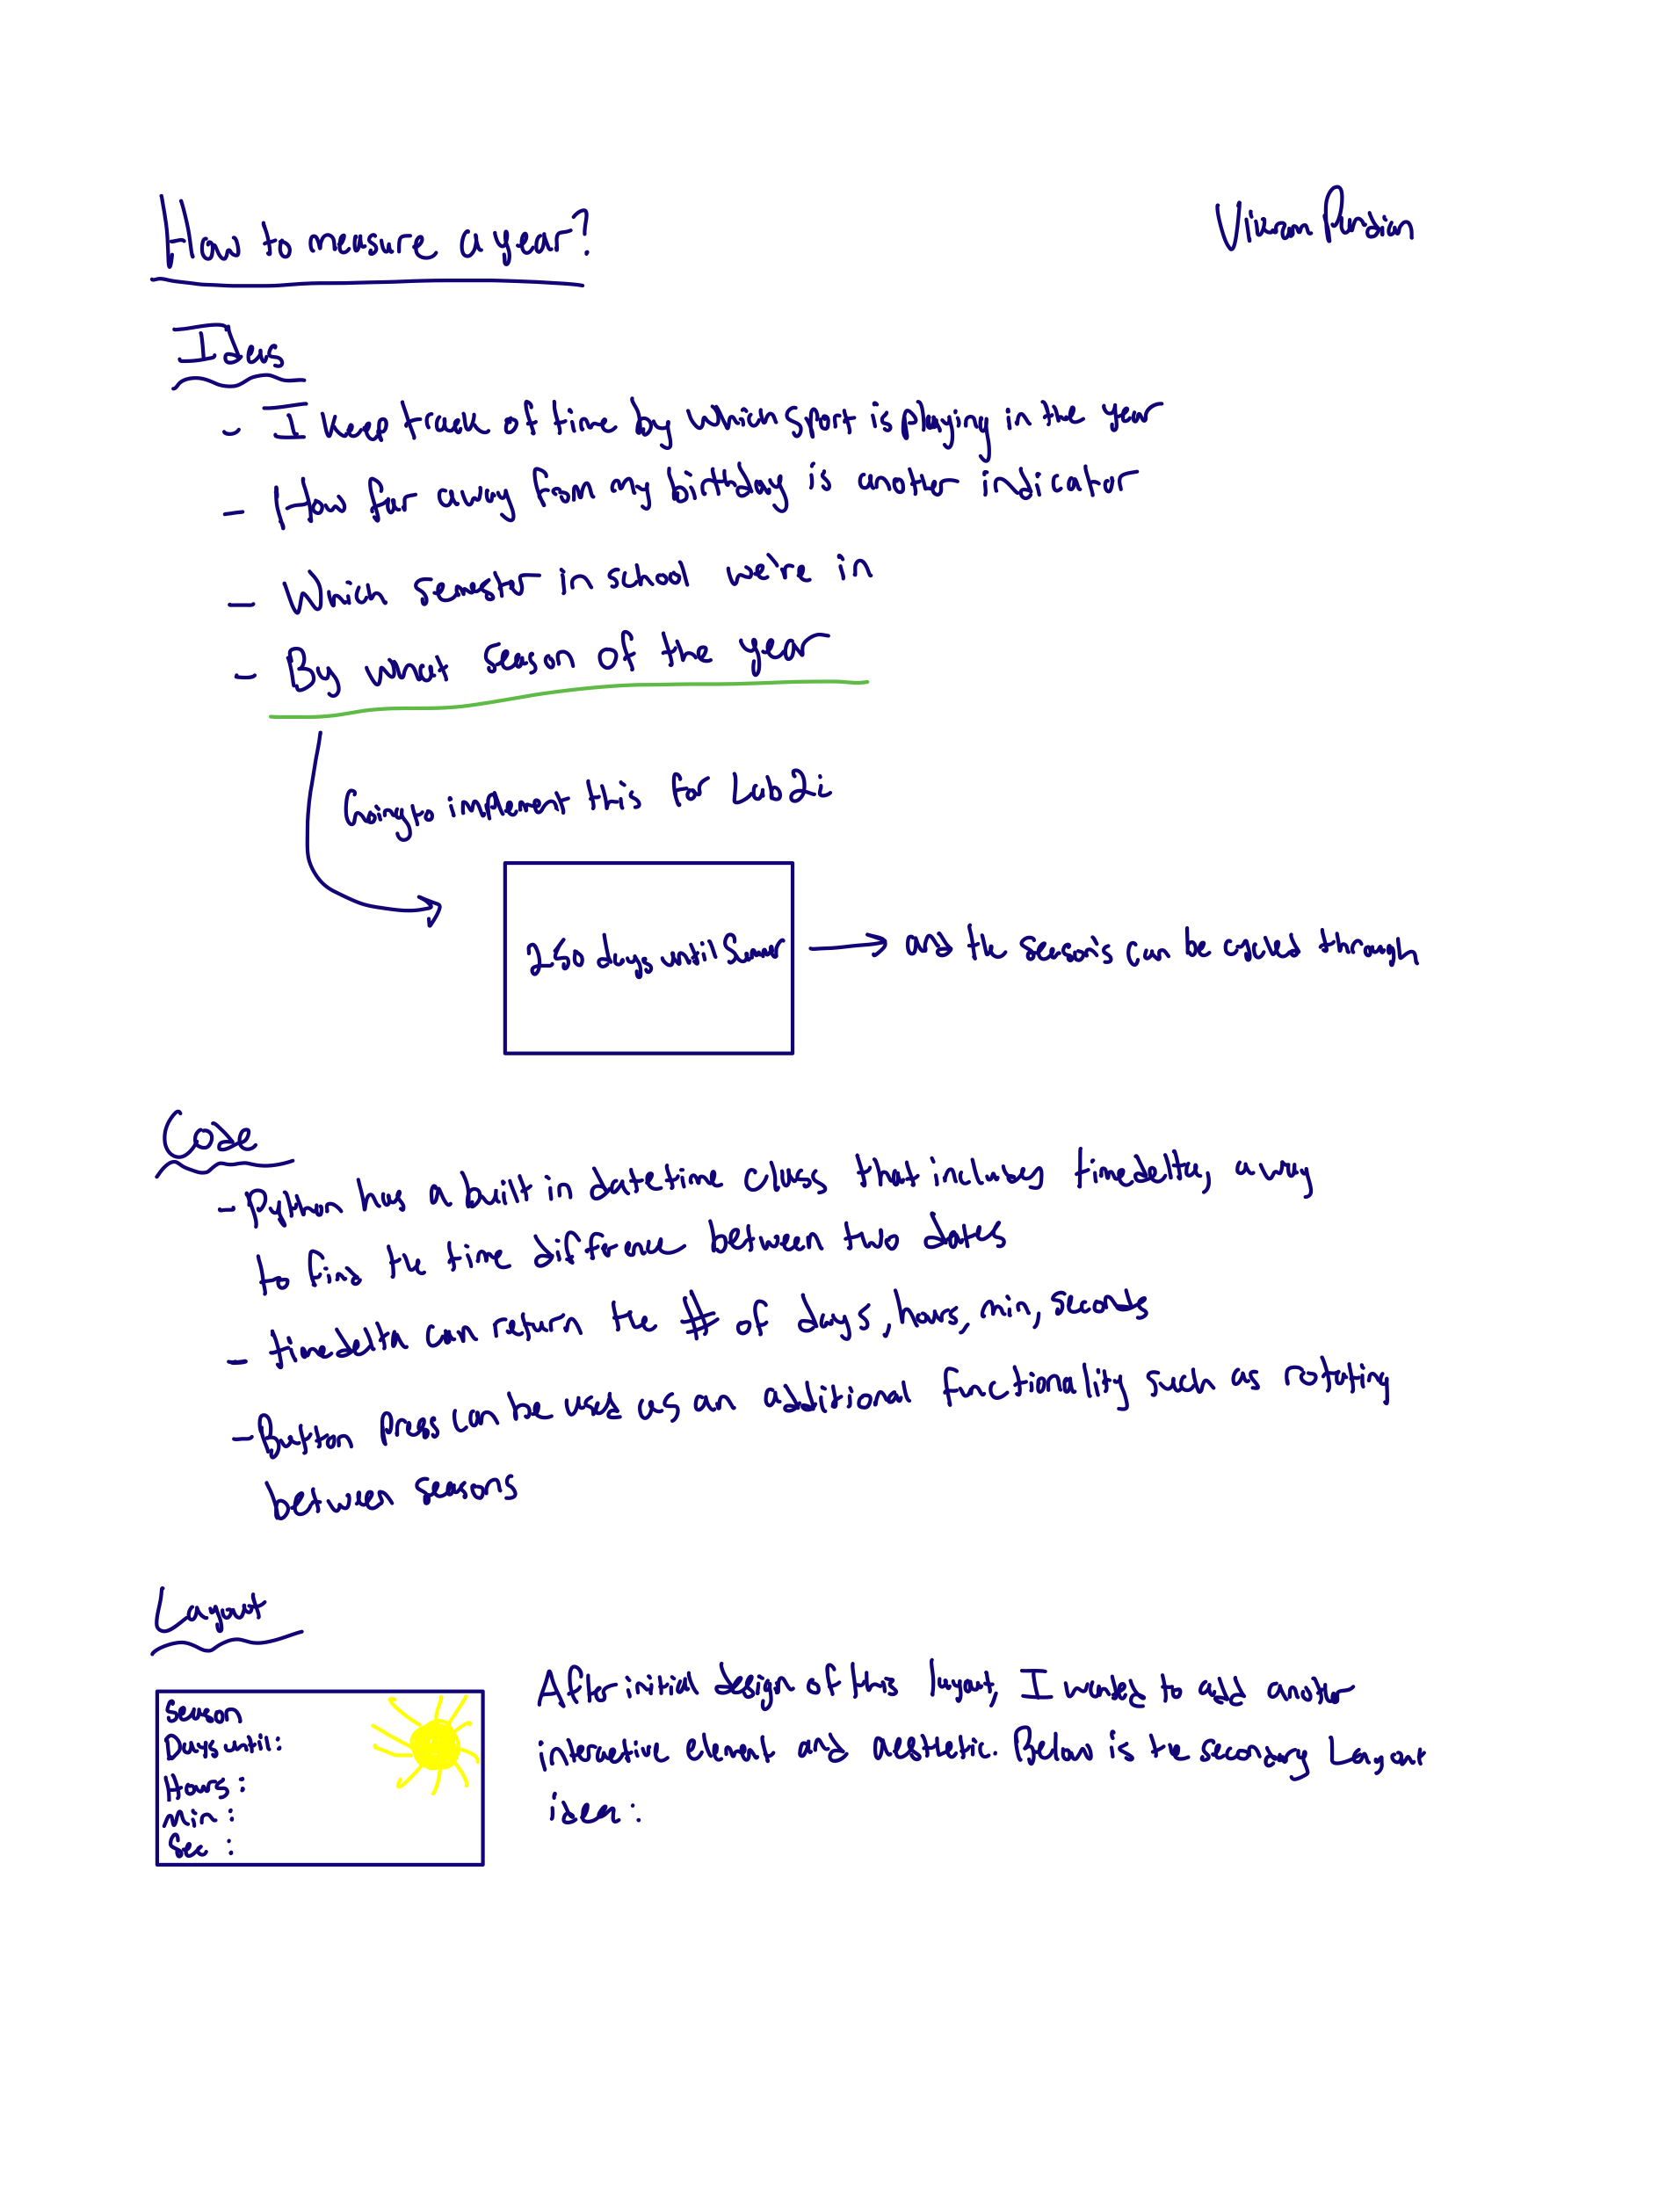 How to measure a year?
Vikram Pandian
Ideas
- I keep track of time by which sport is playing in the year
- How far away from my birthday is another indicator
- Which semester in school we're in
- By what season of the year
Going to implement this for Lab2i
250 days until Summer
and the seasons can be cycled through
Code
- Python has a built in datetime class that includes timedelta, a way
to find the time difference between two dates
- timedelta can return the # of days, hours, min, seconds
- Button press can be used as an additional functionality such as rotating
between seasons
Layout
Season
Days until:
Hours:
Min:
Sec:
After initial design of this layout, I wanted to add another
interactive element and aesthetic. Below is the secondary Layout
idea: